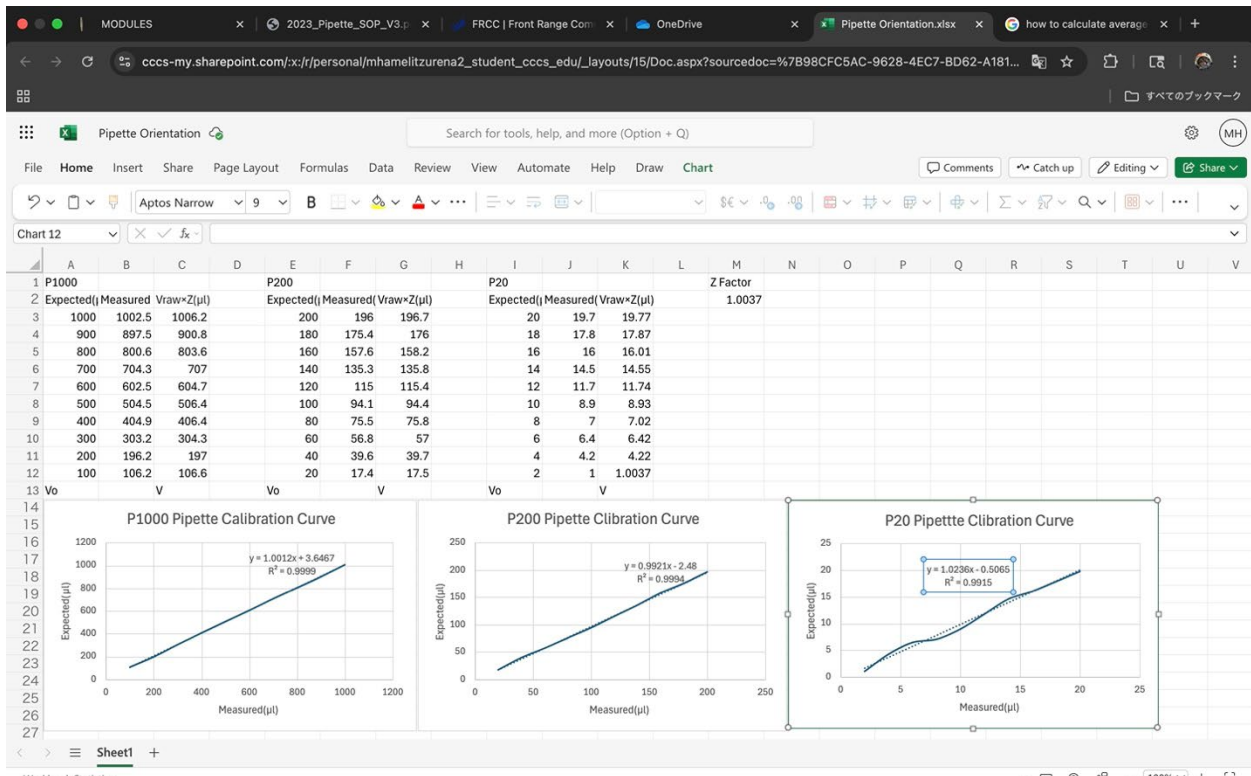 MODULES
2023_Pipette_SOP_V3.p
FRCC | Front Range Com
OneDrive
Pipette Orientation.xlsx
how to calculate average
cccs-my.sharepoint.com/:x:/r/personal/mhamelitzurena2_student_cccs_edu/_layouts/15/Doc.aspx?sourcedoc=%7B98CFC5AC-9628-4EC7-BD62-A181...
すべてのブックマーク
Pipette Orientation
Search for tools, help, and more (Option + Q)
MH
File Home Insert Share Page Layout Formulas Data Review View Automate Help Draw Chart
Comments Catch up Editing Share
Aptos Narrow 9 B A $€
Chart 12 fx
A B C D E F G H I J K L M N O P Q R S T U V
1 P1000 P200 P20 Z Factor
2 Expected(µ Measured Vraw×Z(µl) Expected(µ Measured( Vraw×Z(µl) Expected(µ Measured( Vraw×Z(µl) 1.0037
3 1000 1002.5 1006.2 200 196 196.7 20 19.7 19.77
4 900 897.5 900.8 180 175.4 176 18 17.8 17.87
5 800 800.6 803.6 160 157.6 158.2 16 16 16.01
6 700 704.3 707 140 135.3 135.8 14 14.5 14.55
7 600 602.5 604.7 120 115 115.4 12 11.7 11.74
8 500 504.5 506.4 100 94.1 94.4 10 8.9 8.93
9 400 404.9 406.4 80 75.5 75.8 8 7 7.02
10 300 303.2 304.3 60 56.8 57 6 6.4 6.42
11 200 196.2 197 40 39.6 39.7 4 4.2 4.22
12 100 106.2 106.6 20 17.4 17.5 2 1 1.0037
13 Vo V Vo V Vo V
14
15
16
17
18
19
20
21
22
23
24
25
26
27
P1000 Pipette Calibration Curve
y = 1.0012x + 3.6467
R² = 0.9999
Expected(µl)
1200
1000
800
600
400
200
0
0 200 400 600 800 1000 1200
Measured(µl)
P200 Pipette Clibration Curve
y = 0.9921x - 2.48
R² = 0.9994
Expected(µl)
250
200
150
100
50
0
0 50 100 150 200 250
Measured(µl)
P20 Pipettte Clibration Curve
y = 1.0236x - 0.5065
R² = 0.9915
Expected(µl)
25
20
15
10
5
0
0 5 10 15 20 25
Measured(µl)
Sheet1